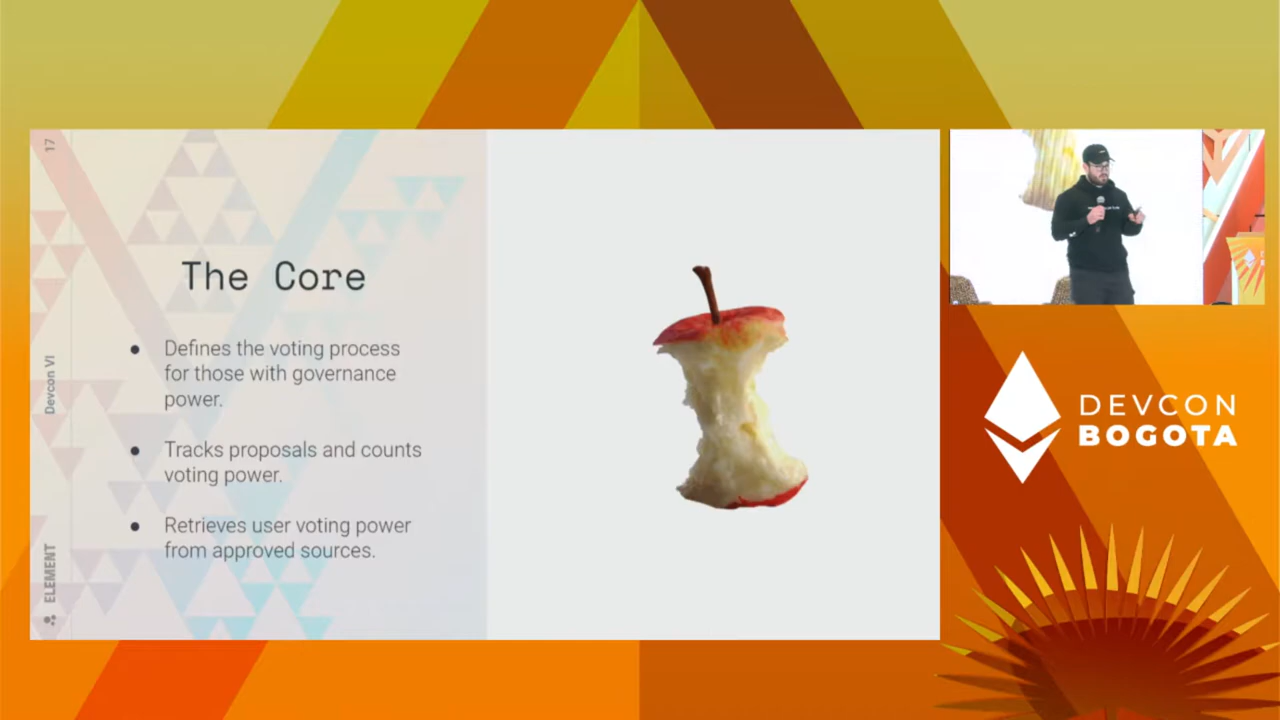 17
Devcon VI
ELEMENT
The Core
● Defines the voting process
for those with governance
power.
● Tracks proposals and counts
voting power.
● Retrieves user voting power
from approved sources.
DEVCON
BOGOTA